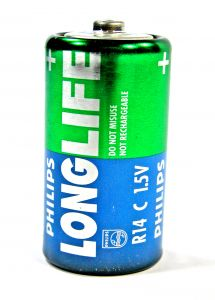 +
+
PHILIPS
LONG LIFE
DO NOT MISUSE
NOT RECHARGEABLE
PHILIPS
R14 C 1.5V